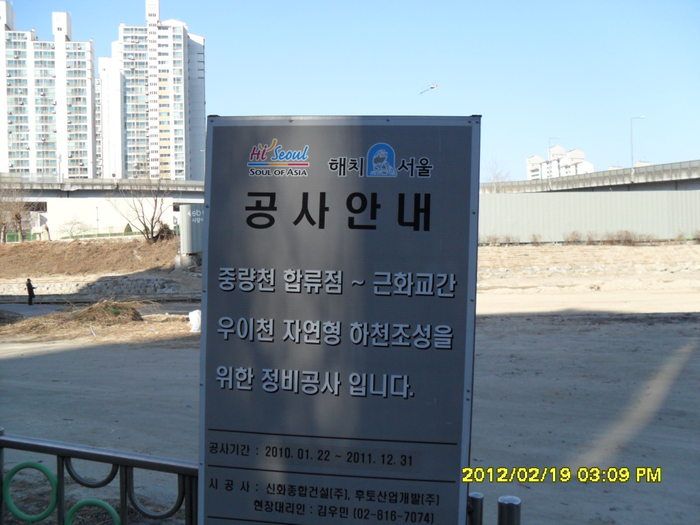 Hi Seoul
SOUL OF ASIA
해치 서울
공사안내
중랑천 합류점 ~ 근화교간
우이천 자연형 하천조성을
위한 정비공사 입니다.
공사기간 : 2010. 01. 22 ~ 2011. 12. 31
시 공 사 : 신화종합건설(주), 후토산업개발(주)
현장대리인 : 김우민 (02-816-7074)
2012/02/19 03:09 PM